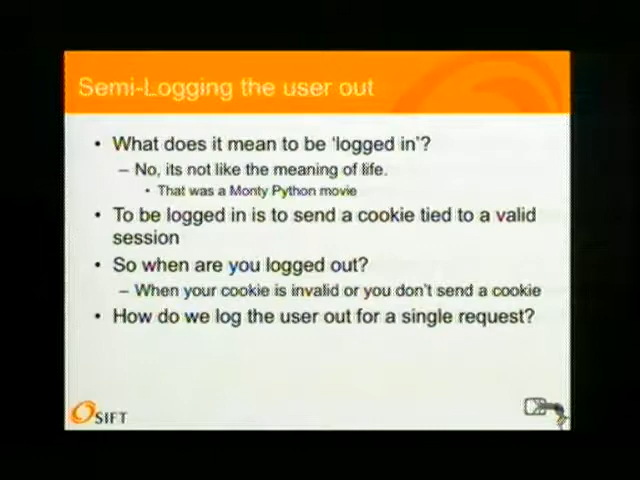 Semi-Logging the user out
• What does it mean to be 'logged in'?
– No, its not like the meaning of life.
• That was a Monty Python movie
• To be logged in is to send a cookie tied to a valid
session
• So when are you logged out?
– When your cookie is invalid or you don't send a cookie
• How do we log the user out for a single request?
SIFT